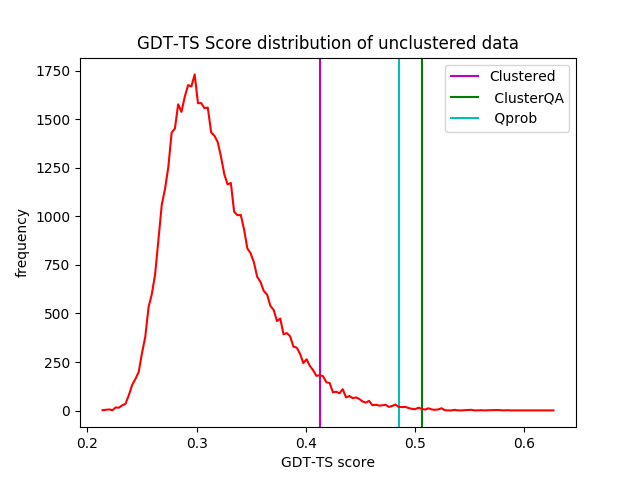 GDT-TS Score distribution of unclustered data
Clustered
ClusterQA
Qprob
frequency
1750
1500
1250
1000
750
500
250
0
0.2 0.3 0.4 0.5 0.6
GDT-TS score